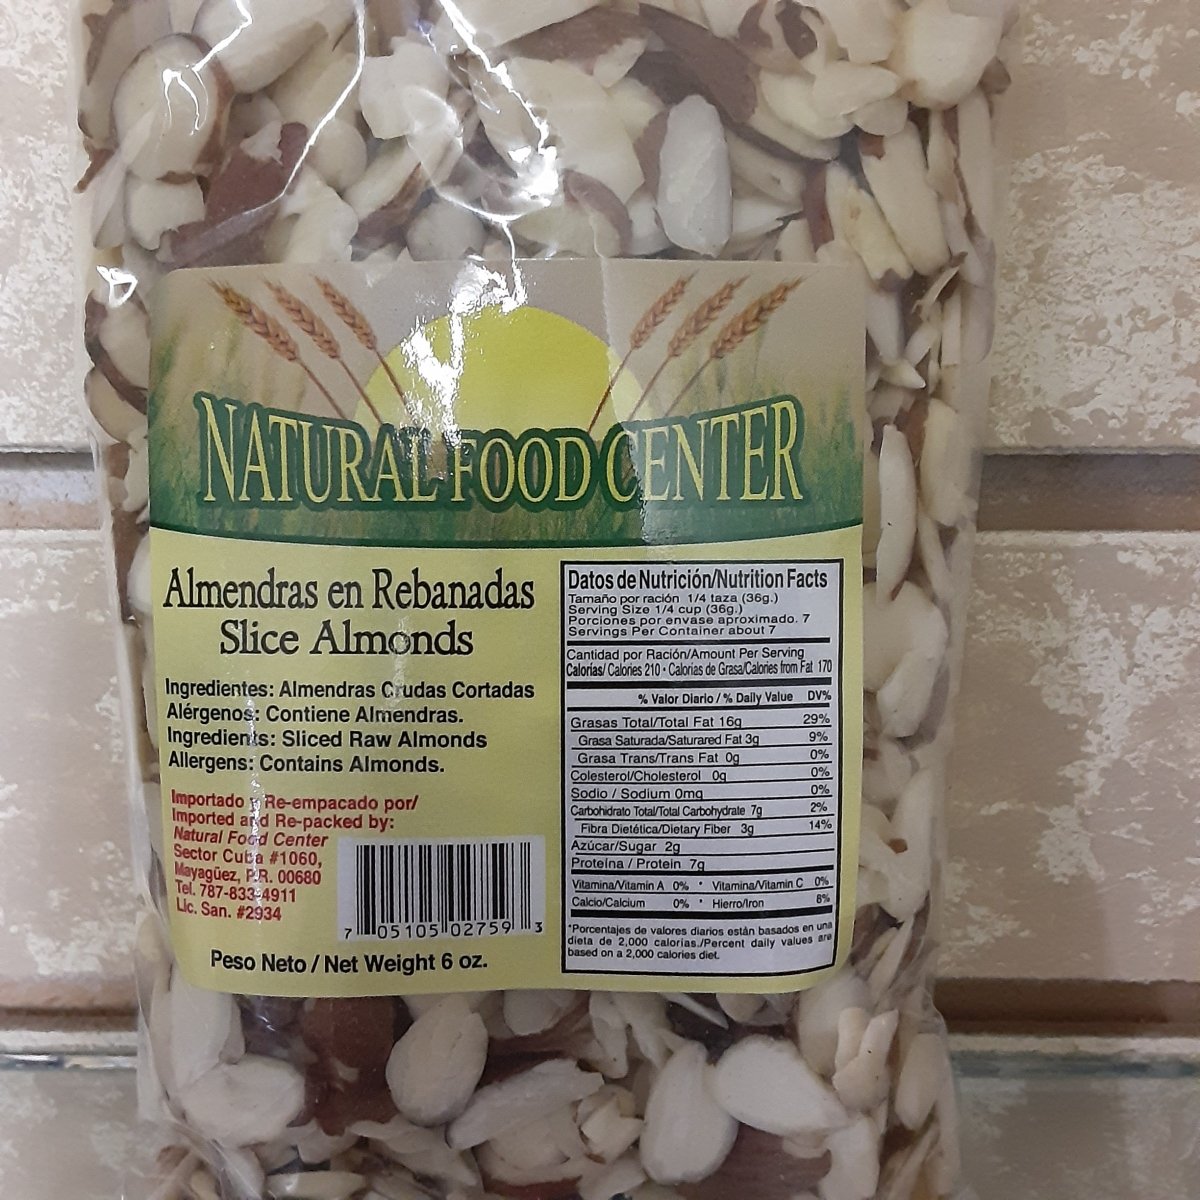 NATURAL FOOD CENTER
Almendras en Rebanadas
Slice Almonds
Ingredientes: Almendras Crudas Cortadas
Alérgenos: Contiene Almendras.
Ingredients: Sliced Raw Almonds
Allergens: Contains Almonds.
Importado y Re-empacado por/
Imported and Re-packed by:
Natural Food Center
Sector Cuba #1060,
Mayagüez, P.R. 00680
Tel. 787-833-4911
Lic. San. #2934
7 05105 02759 3
Peso Neto / Net Weight 6 oz.
Datos de Nutrición/Nutrition Facts
Tamaño por ración 1/4 taza (36g.)
Serving Size 1/4 cup (36g.)
Porciones por envase aproximado. 7
Servings Per Container about 7
Cantidad por Ración/Amount Per Serving
Calorías/ Calories 210 • Calorias de Grasa/Calories from Fat 170
% Valor Diario / % Daily Value DV%
Grasas Total/Total Fat 16g 29%
Grasa Saturada/Saturared Fat 3g 9%
Grasa Trans/Trans Fat 0g 0%
Colesterol/Cholesterol 0g 0%
Sodio / Sodium 0mg 0%
Carbohidrato Total/Total Carbohydrate 7g 2%
Fibra Dietética/Dietary Fiber 3g 14%
Azúcar/Sugar 2g
Proteína / Protein 7g
Vitamina/Vitamin A 0% * Vitamina/Vitamin C 0%
Calcio/Calcium 0% * Hierro/Iron 8%
*Porcentajes de valores diarios están basados en una
dieta de 2,000 calorías./Percent daily values are
based on a 2,000 calories diet.